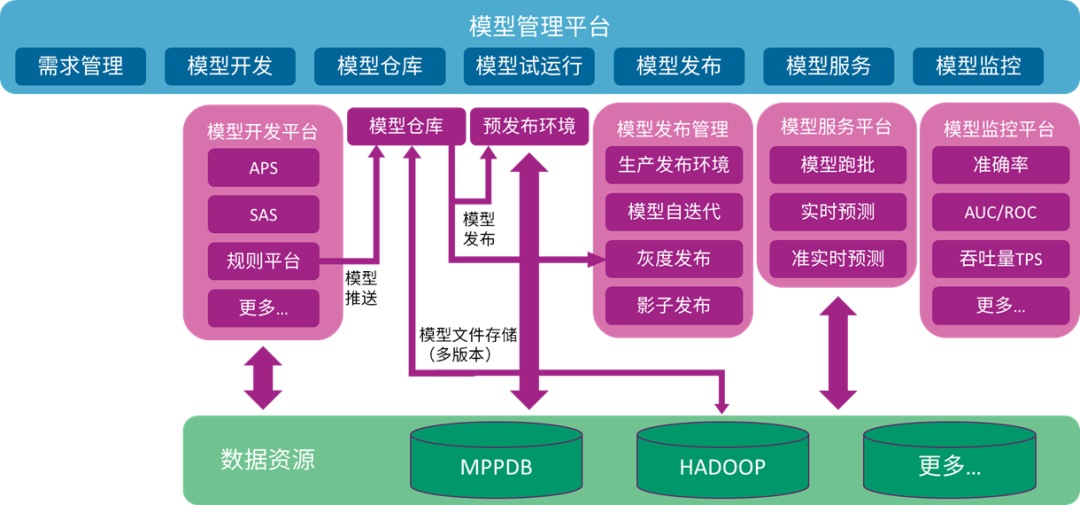 模型管理平台
需求管理
模型开发
模型仓库
模型试运行
模型发布
模型服务
模型监控
模型开发平台
APS
SAS
规则平台
更多...
模型仓库
预发布环境
模型
推送
模型
发布
模型文件存储
（多版本）
模型发布管理
生产发布环境
模型自迭代
灰度发布
影子发布
模型服务平台
模型跑批
实时预测
准实时预测
模型监控平台
准确率
AUC/ROC
吞吐量TPS
更多...
数据资源
MPPDB
HADOOP
更多...